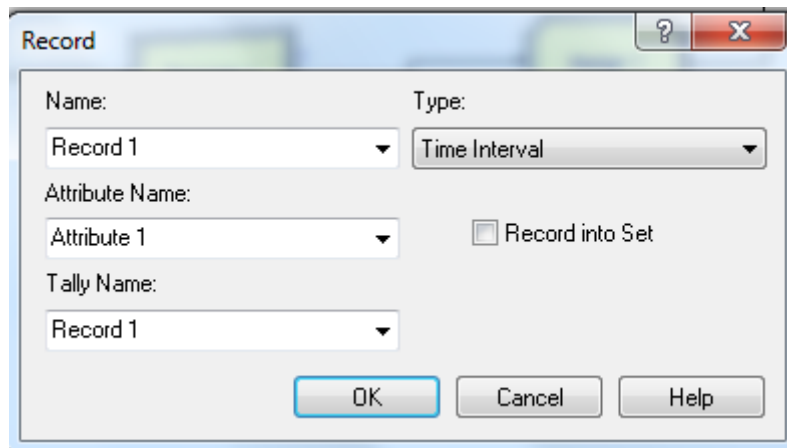 Record
Name: Type:
Record 1 Time Interval
Attribute Name:
Attribute 1 Record into Set
Tally Name:
Record 1
OK Cancel Help